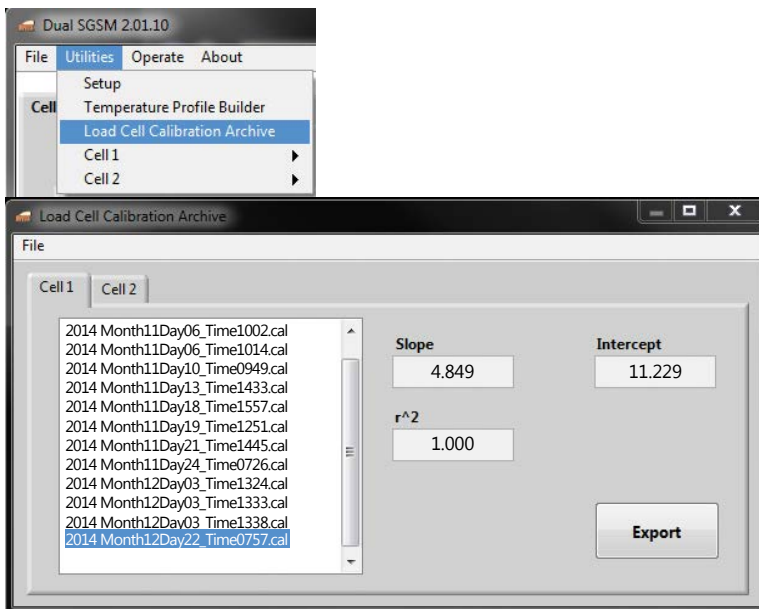 Dual SGSM 2.01.10
File Utilities Operate About
Setup
Cell Temperature Profile Builder
Load Cell Calibration Archive
Cell 1
Cell 2
Load Cell Calibration Archive
File
Cell 1 Cell 2
2014 Month11Day06_Time1002.cal
2014 Month11Day06_Time1014.cal
2014 Month11Day10_Time0949.cal
2014 Month11Day13_Time1433.cal
2014 Month11Day18_Time1557.cal
2014 Month11Day19_Time1251.cal
2014 Month11Day21_Time1445.cal
2014 Month11Day24_Time0726.cal
2014 Month12Day03_Time1324.cal
2014 Month12Day03_Time1333.cal
2014 Month12Day03_Time1338.cal
2014 Month12Day22_Time0757.cal
Slope
4.849
Intercept
11.229
r^2
1.000
Export